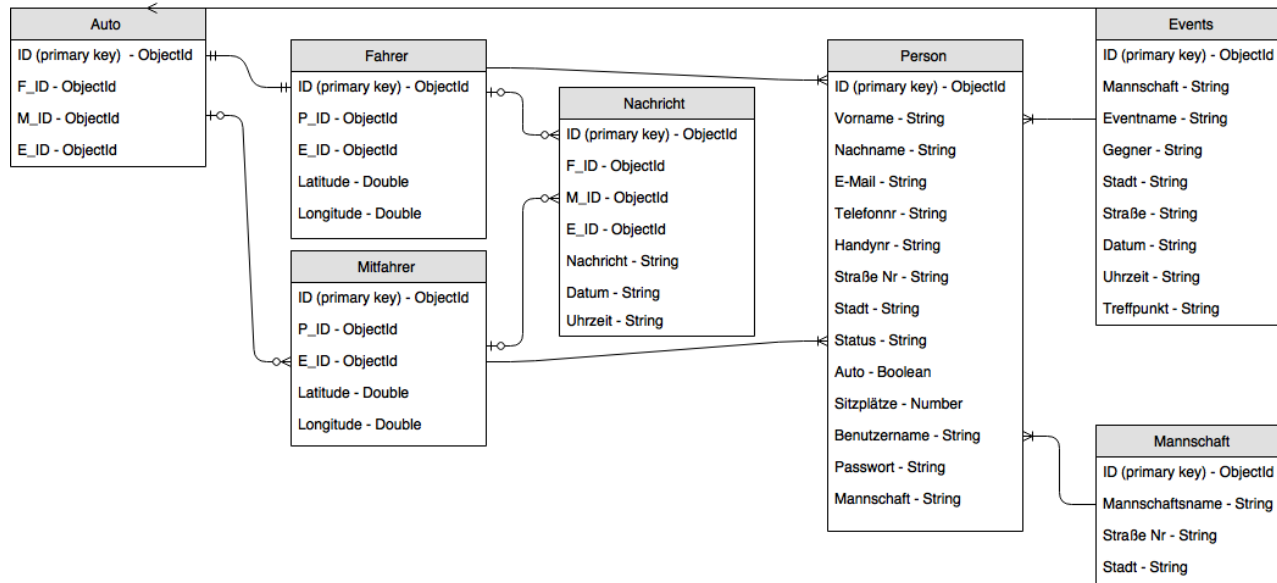 Auto
ID (primary key) - ObjectId
F_ID - ObjectId
M_ID - ObjectId
E_ID - ObjectId
Fahrer
ID (primary key) - ObjectId
P_ID - ObjectId
E_ID - ObjectId
Latitude - Double
Longitude - Double
Mitfahrer
ID (primary key) - ObjectId
P_ID - ObjectId
E_ID - ObjectId
Latitude - Double
Longitude - Double
Nachricht
ID (primary key) - ObjectId
F_ID - ObjectId
M_ID - ObjectId
E_ID - ObjectId
Nachricht - String
Datum - String
Uhrzeit - String
Person
ID (primary key) - ObjectId
Vorname - String
Nachname - String
E-Mail - String
Telefonnr - String
Handynr - String
Straße Nr - String
Stadt - String
Status - String
Auto - Boolean
Sitzplätze - Number
Benutzername - String
Passwort - String
Mannschaft - String
Events
ID (primary key) - ObjectId
Mannschaft - String
Eventname - String
Gegner - String
Stadt - String
Straße - String
Datum - String
Uhrzeit - String
Treffpunkt - String
Mannschaft
ID (primary key) - ObjectId
Mannschaftsname - String
Straße Nr - String
Stadt - String